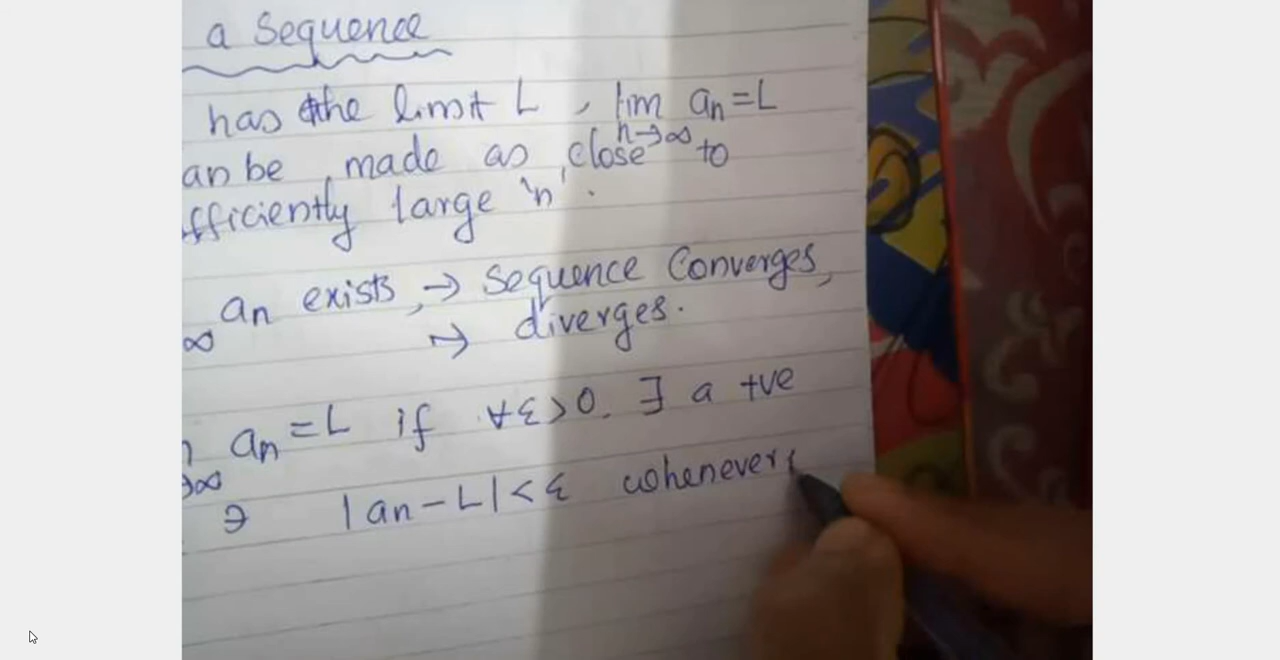 a Sequence
has the limit L , lim an = L
n→∞
an be made as close to
fficiently large 'n' .
an exists, → Sequence Converges,
∞
→ diverges.
an = L if ∀ε>0. ∃ a +ve
→∞
∋ |an - L| < ε whenever